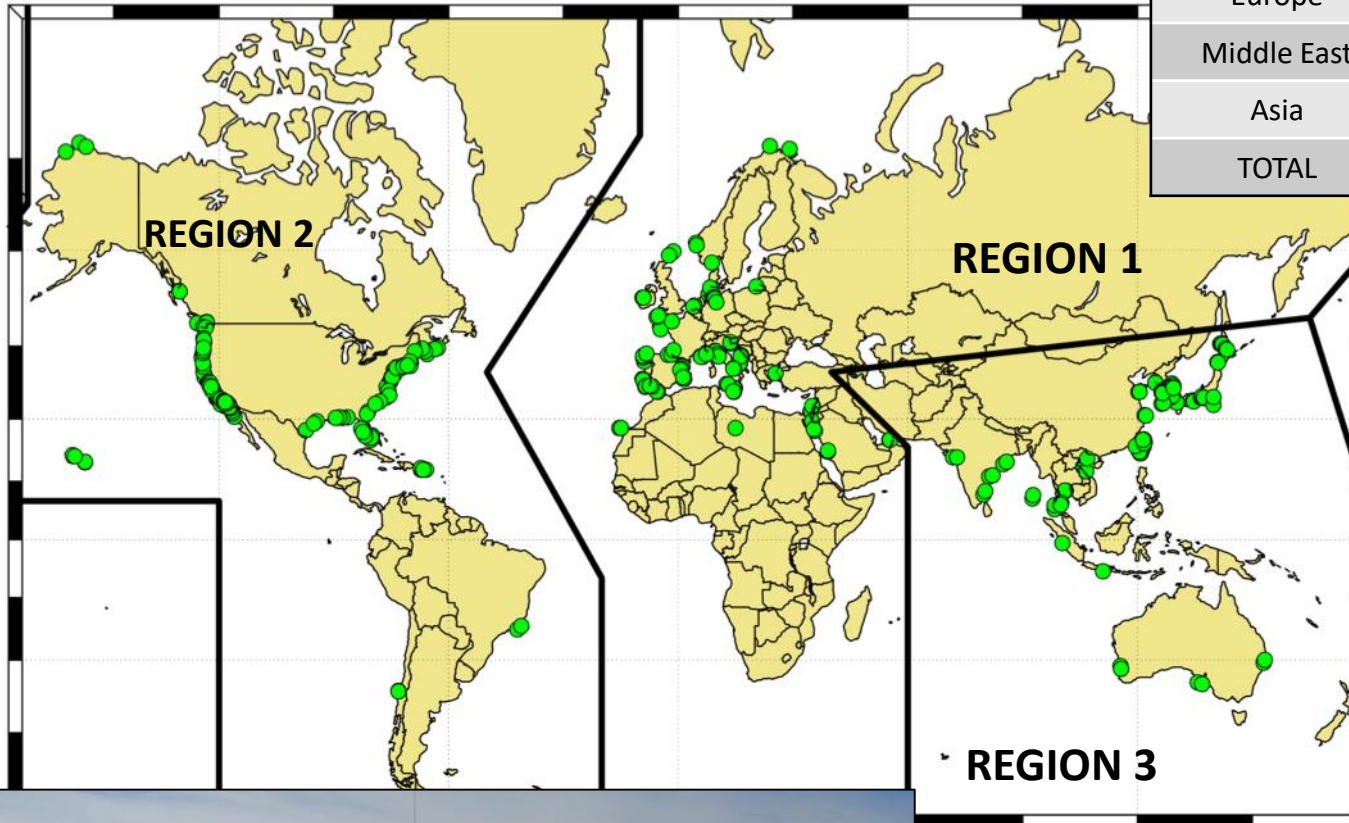 Europe
Middle East
Asia
TOTAL
REGION 2
REGION 1
REGION 3